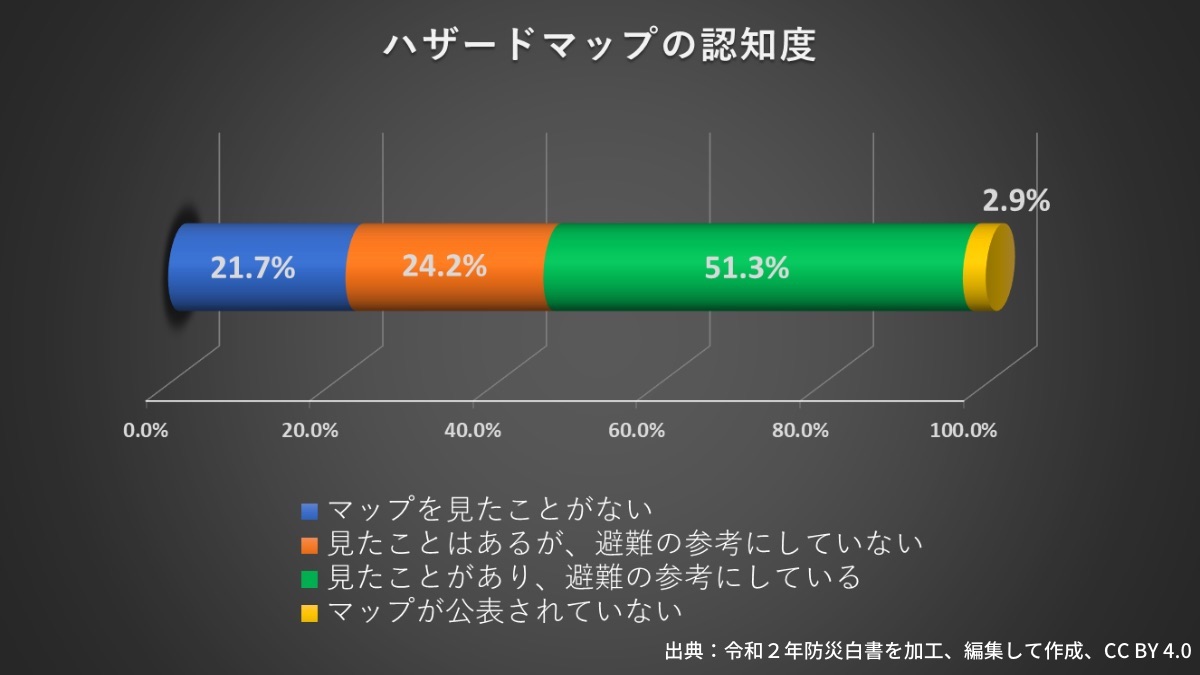 ハザードマップの認知度
2.9%
21.7% 24.2% 51.3%
0.0% 20.0% 40.0% 60.0% 80.0% 100.0%
マップを見たことがない
見たことはあるが、避難の参考にしていない
見たことがあり、避難の参考にしている
マップが公表されていない
出典：令和２年防災白書を加工、編集して作成、CC BY 4.0